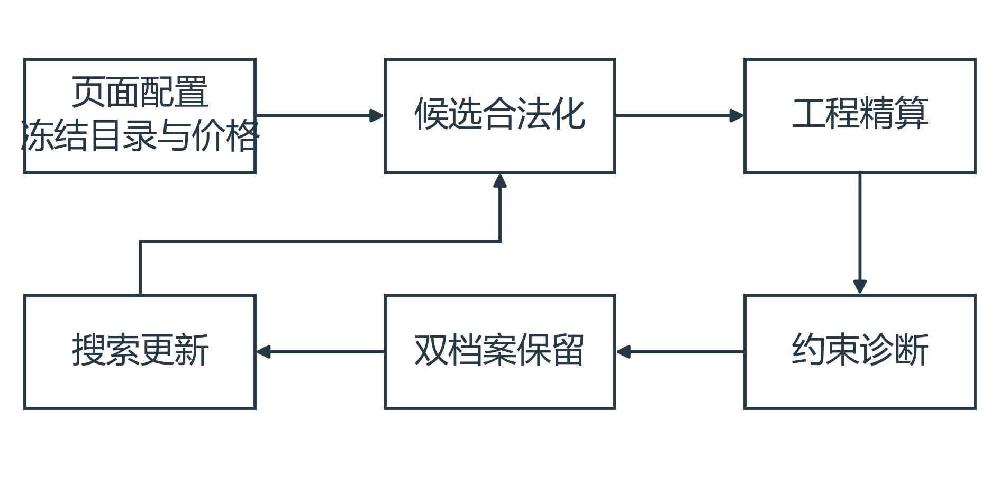 页面配置
冻结目录与价格
候选合法化
工程精算
搜索更新
双档案保留
约束诊断